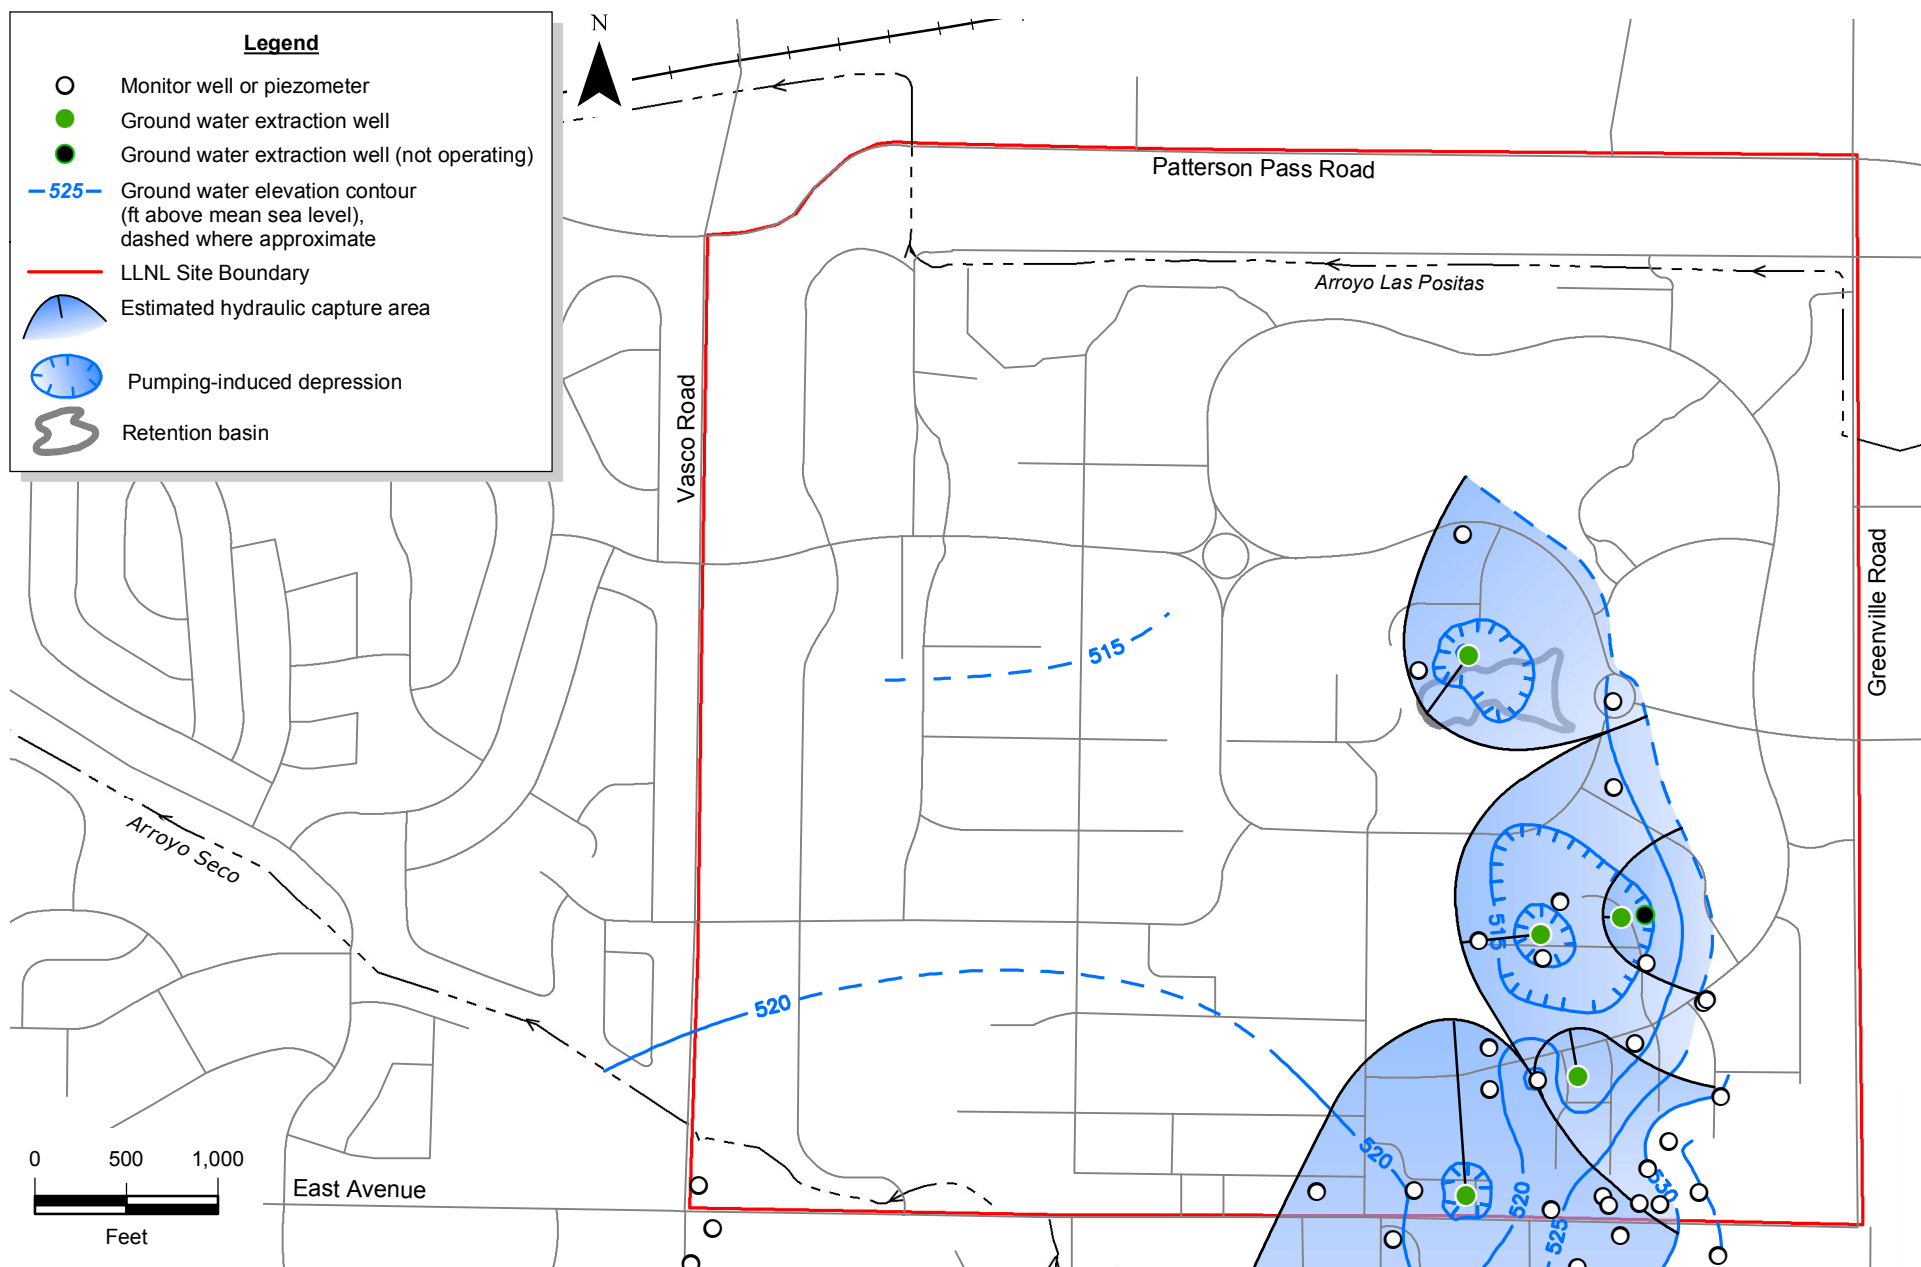 Legend
Monitor well or piezometer
Ground water extraction well
Ground water extraction well (not operating)
525
Ground water elevation contour
(ft above mean sea level),
dashed where approximate
LLNL Site Boundary
Estimated hydraulic capture area
Pumping-induced depression
Retention basin
N
Patterson Pass Road
Arroyo Las Positas
Vasco Road
Greenville Road
515
Arroyo Seco
515
520
520
520
530
525
0 500 1,000
Feet
East Avenue